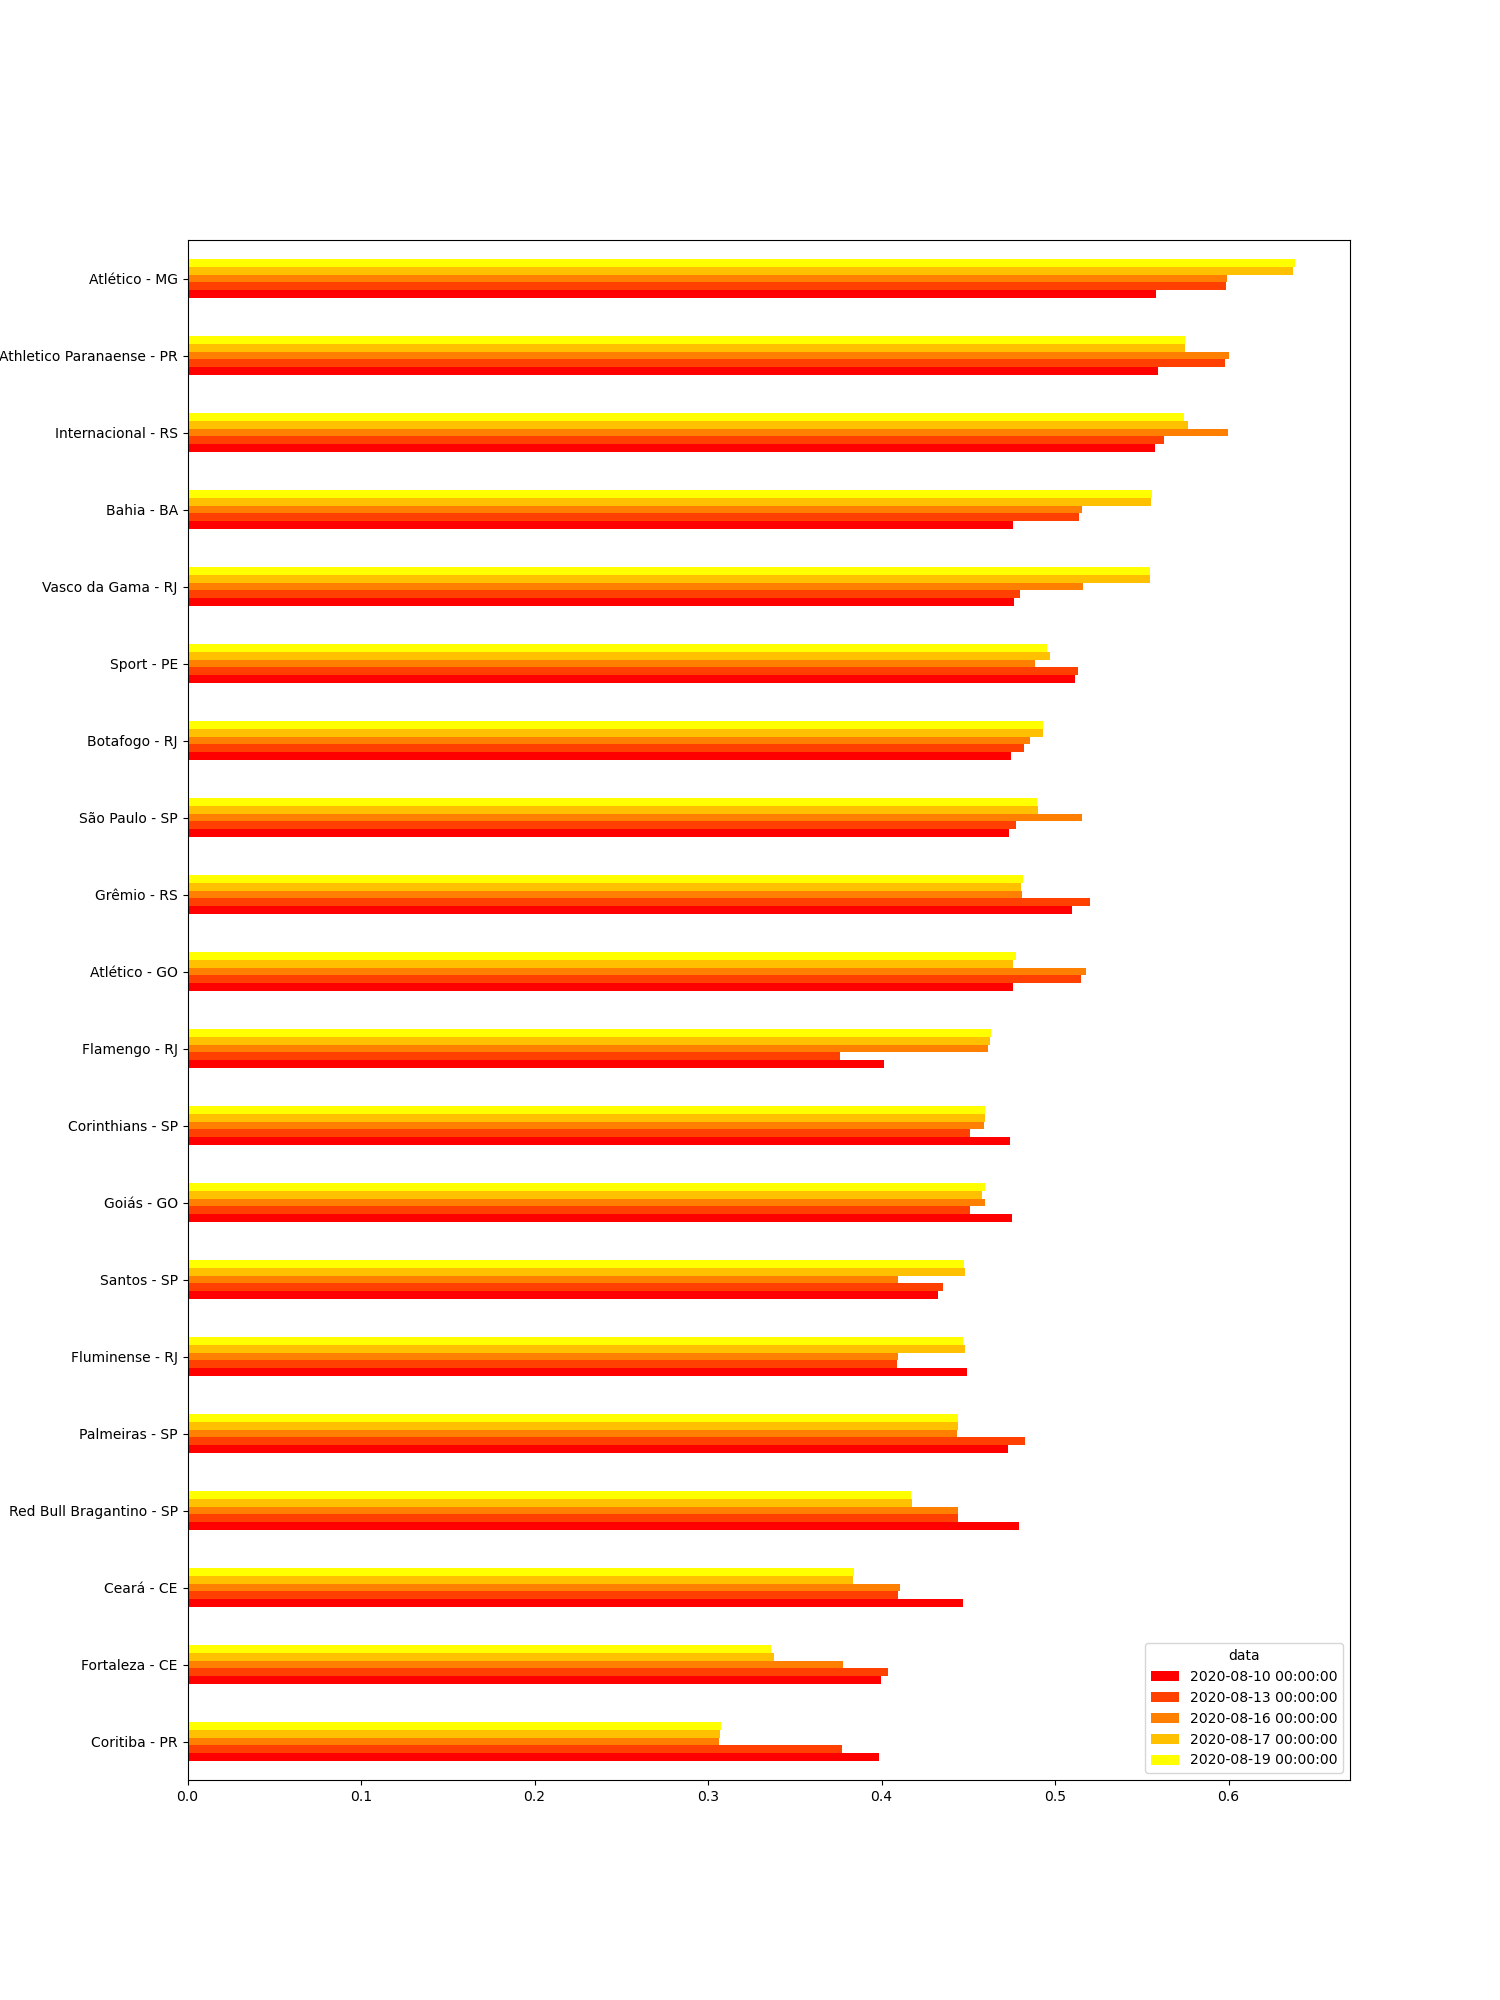 Atlético - MG
Athletico Paranaense - PR
Internacional - RS
Bahia - BA
Vasco da Gama - RJ
Sport - PE
Botafogo - RJ
São Paulo - SP
Grêmio - RS
Atlético - GO
Flamengo - RJ
Corinthians - SP
Goiás - GO
Santos - SP
Fluminense - RJ
Palmeiras - SP
Red Bull Bragantino - SP
Ceará - CE
Fortaleza - CE
Coritiba - PR
data
2020-08-10 00:00:00
2020-08-13 00:00:00
2020-08-16 00:00:00
2020-08-17 00:00:00
2020-08-19 00:00:00
0.0 0.1 0.2 0.3 0.4 0.5 0.6